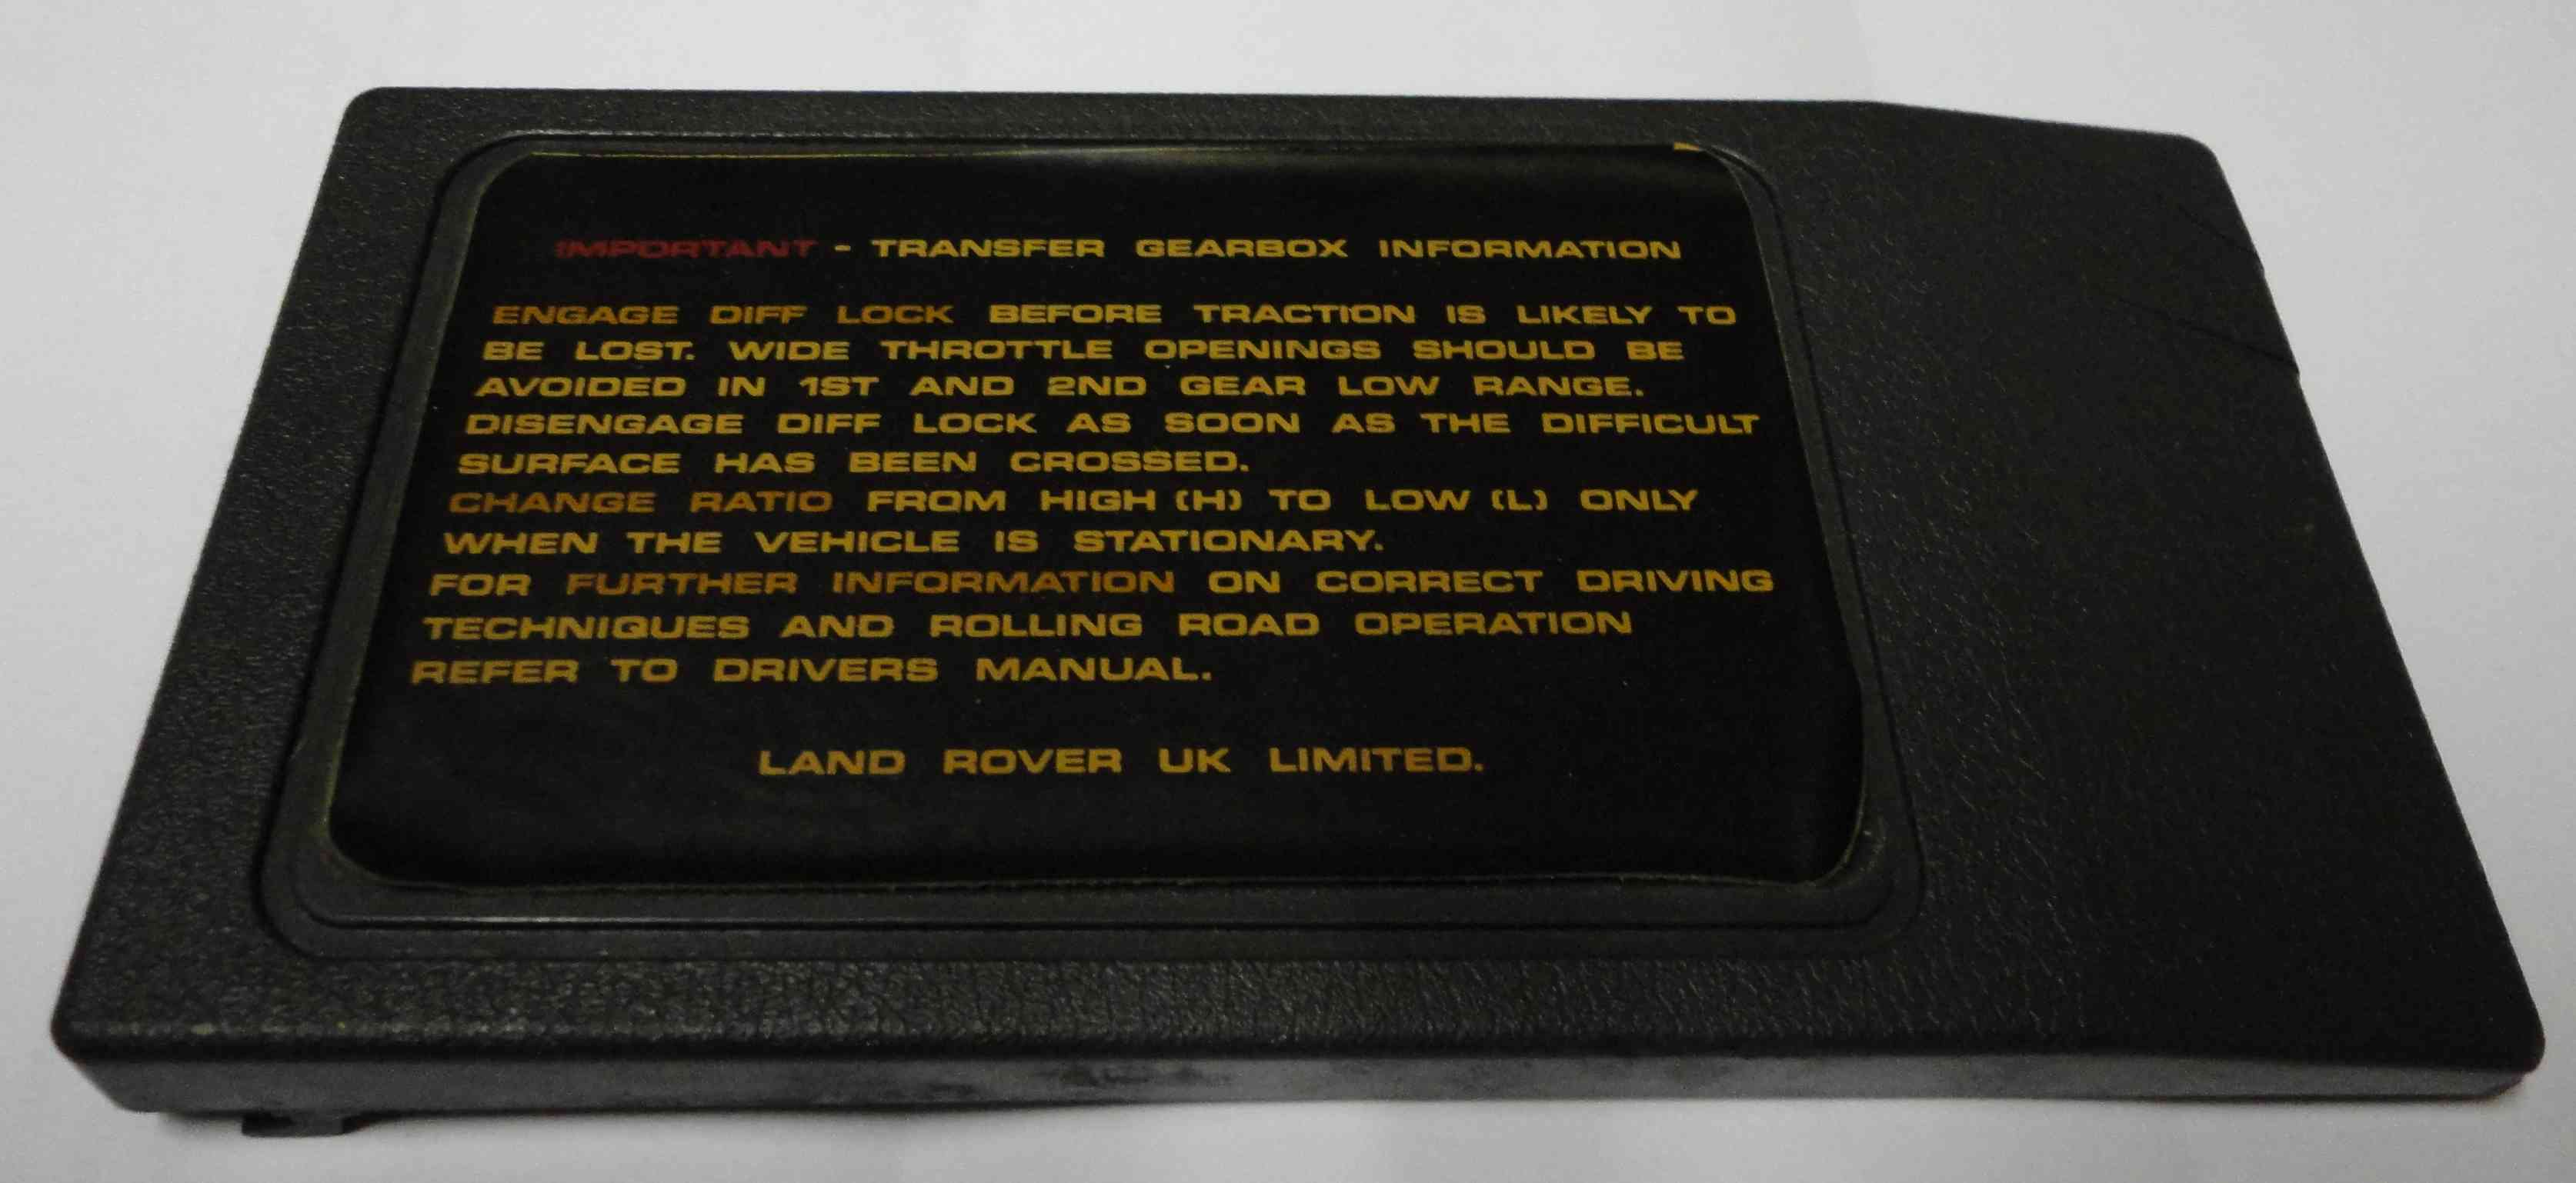 IMPORTANT - TRANSFER GEARBOX INFORMATION
ENGAGE DIFF LOCK BEFORE TRACTION IS LIKELY TO
BE LOST. WIDE THROTTLE OPENINGS SHOULD BE
AVOIDED IN 1ST AND 2ND GEAR LOW RANGE.
DISENGAGE DIFF LOCK AS SOON AS THE DIFFICULT
SURFACE HAS BEEN CROSSED.
CHANGE RATIO FROM HIGH (H) TO LOW (L) ONLY
WHEN THE VEHICLE IS STATIONARY.
FOR FURTHER INFORMATION ON CORRECT DRIVING
TECHNIQUES AND ROLLING ROAD OPERATION
REFER TO DRIVERS MANUAL.
LAND ROVER UK LIMITED.